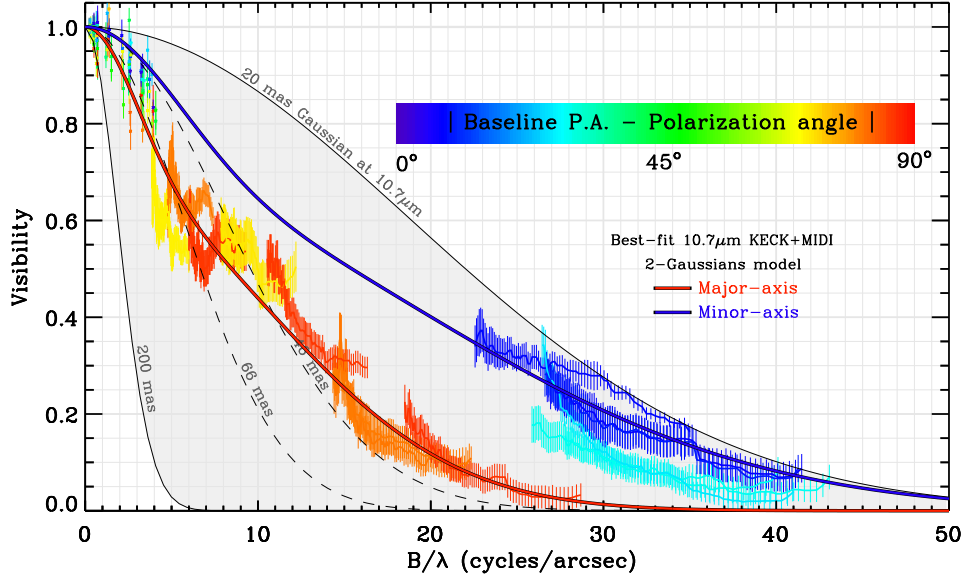 1.0
0.8
0.6
0.4
0.2
0.0
Visibility
20 mas Gaussian at 10.7μm
| Baseline P.A. – Polarization angle |
0° 45° 90°
Best-fit 10.7μm KECK+MIDI
2-Gaussians model
Major-axis
Minor-axis
200 mas
66 mas
mas
0 10 20 30 40 50
B/λ (cycles/arcsec)